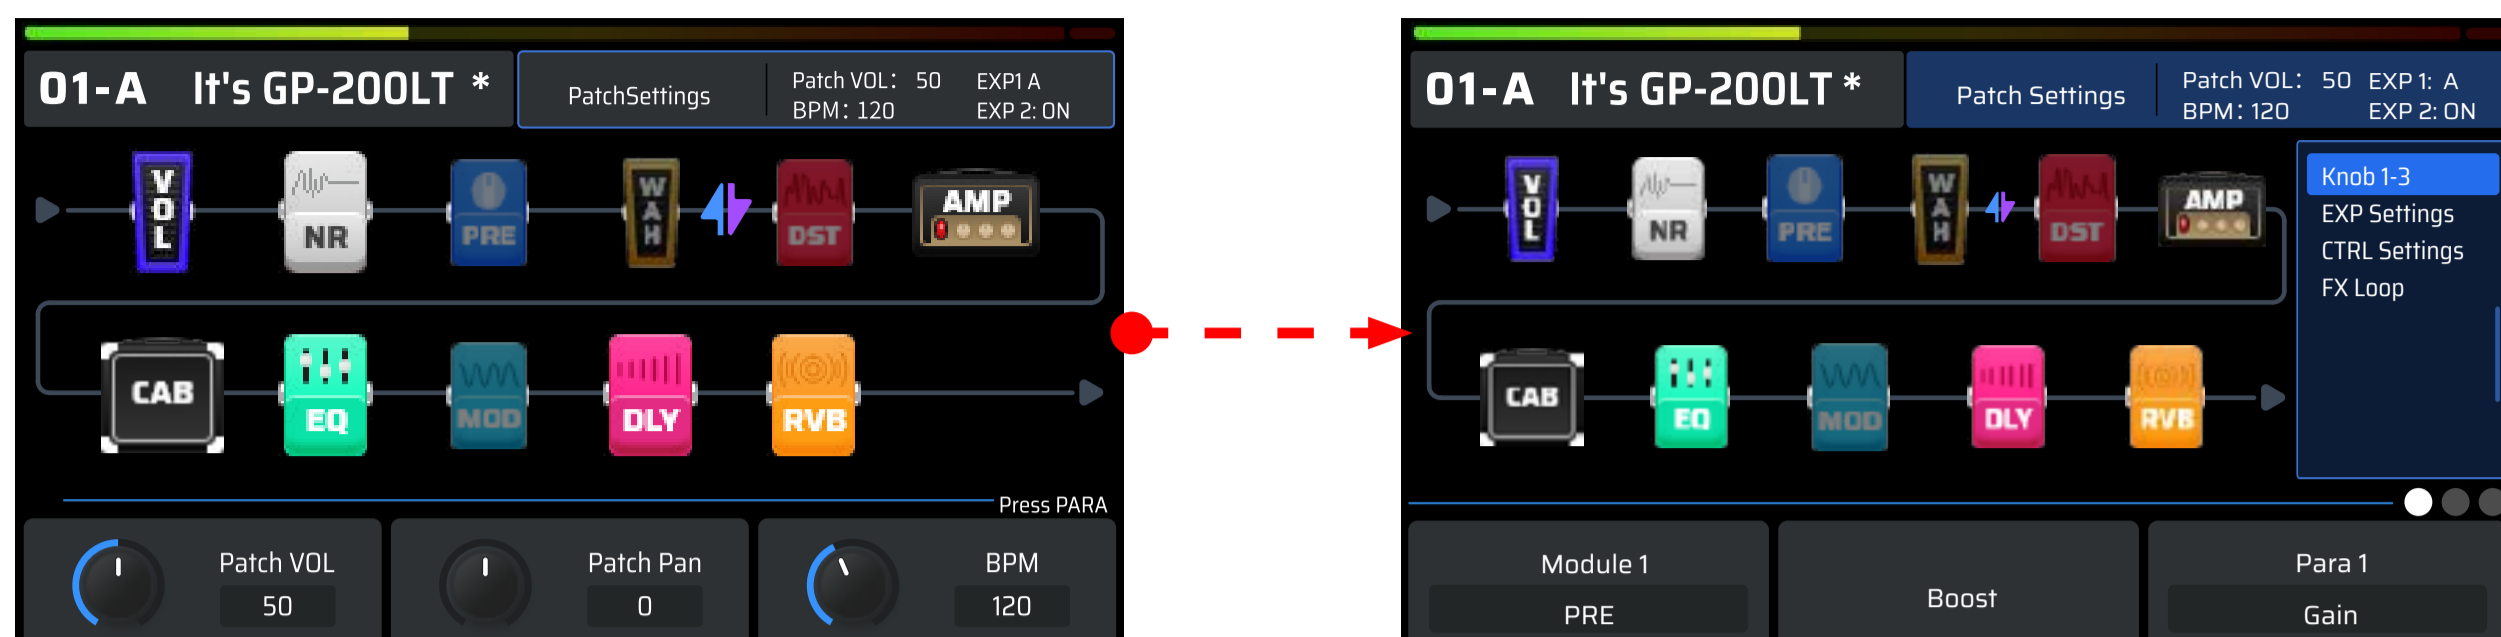 01-A It's GP-200LT *
PatchSettings
Patch VOL: 50 EXP1 A
BPM: 120 EXP 2: ON
VOL NR PRE WAH DST AMP
CAB EQ MOD DLY RVB
Press PARA
Patch VOL
50
Patch Pan
0
BPM
120
01-A It's GP-200LT *
Patch Settings
Patch VOL: 50 EXP 1: A
BPM: 120 EXP 2: ON
VOL NR PRE WAH DST AMP
Knob 1-3
EXP Settings
CTRL Settings
FX Loop
CAB EQ MOD DLY RVB
Module 1
PRE
Boost
Para 1
Gain